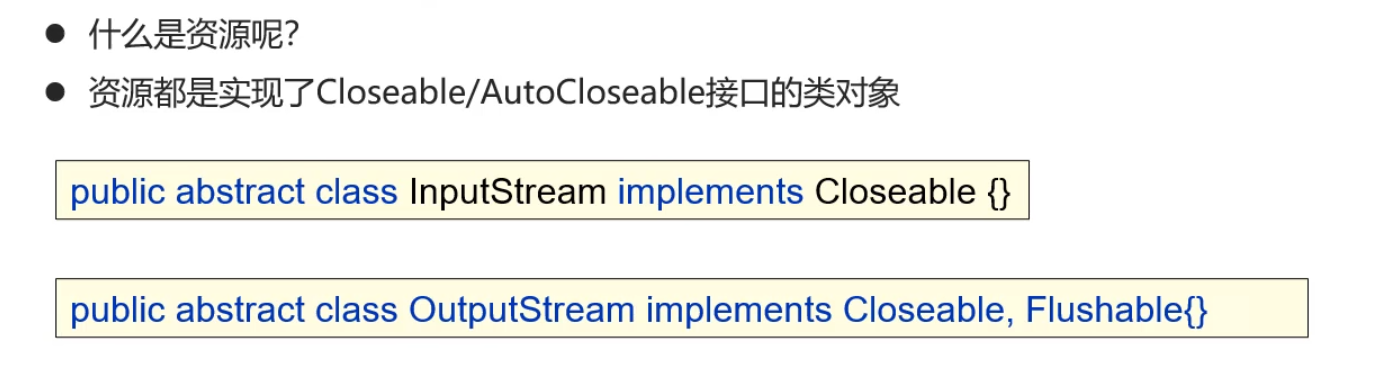 ● 什么是资源呢？
● 资源都是实现了Closeable/AutoCloseable接口的类对象
public abstract class InputStream implements Closeable {}
public abstract class OutputStream implements Closeable, Flushable{}